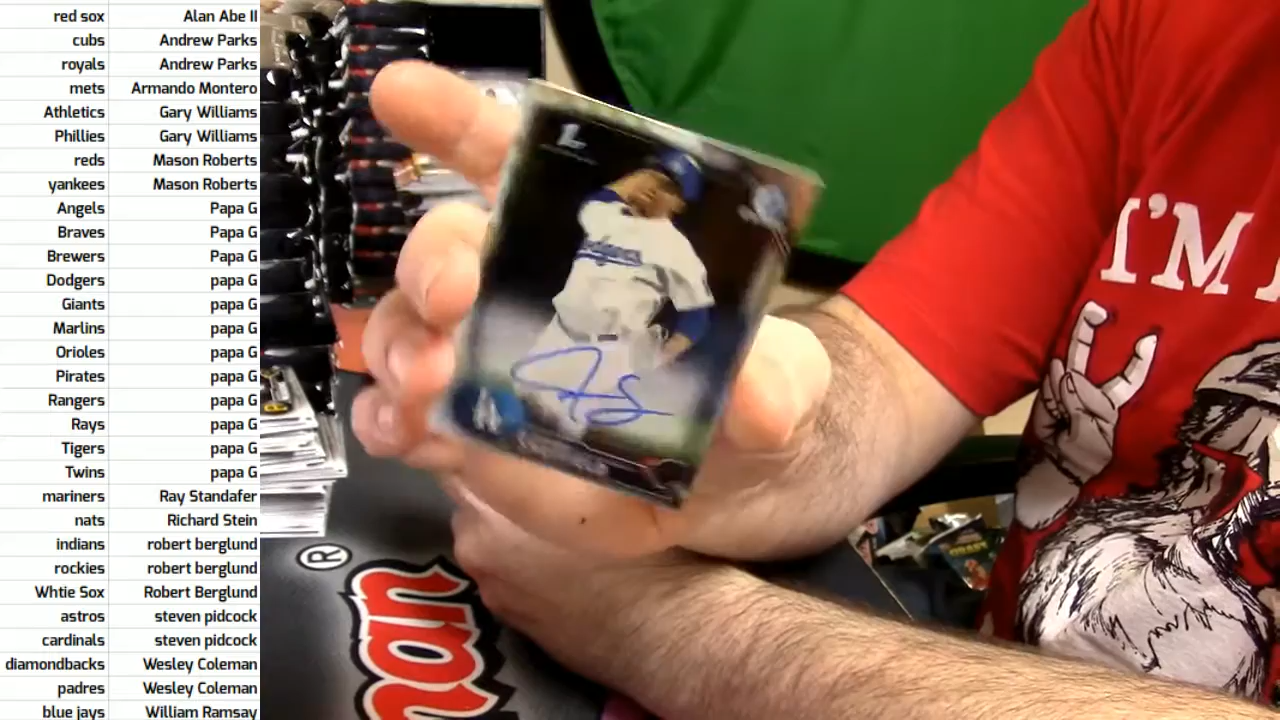 red sox Alan Abe II
cubs Andrew Parks
royals Andrew Parks
mets Armando Montero
Athletics Gary Williams
Phillies Gary Williams
reds Mason Roberts
yankees Mason Roberts
Angels Papa G
Braves Papa G
Brewers Papa G
Dodgers papa G
Giants papa G
Marlins papa G
Orioles papa G
Pirates papa G
Rangers papa G
Rays papa G
Tigers papa G
Twins papa G
mariners Ray Standafer
nats Richard Stein
indians robert berglund
rockies robert berglund
Whtie Sox Robert Berglund
astros steven pidcock
cardinals steven pidcock
diamondbacks Wesley Coleman
padres Wesley Coleman
blue jays William Ramsay
Dodgers
LA
I'M
®
man